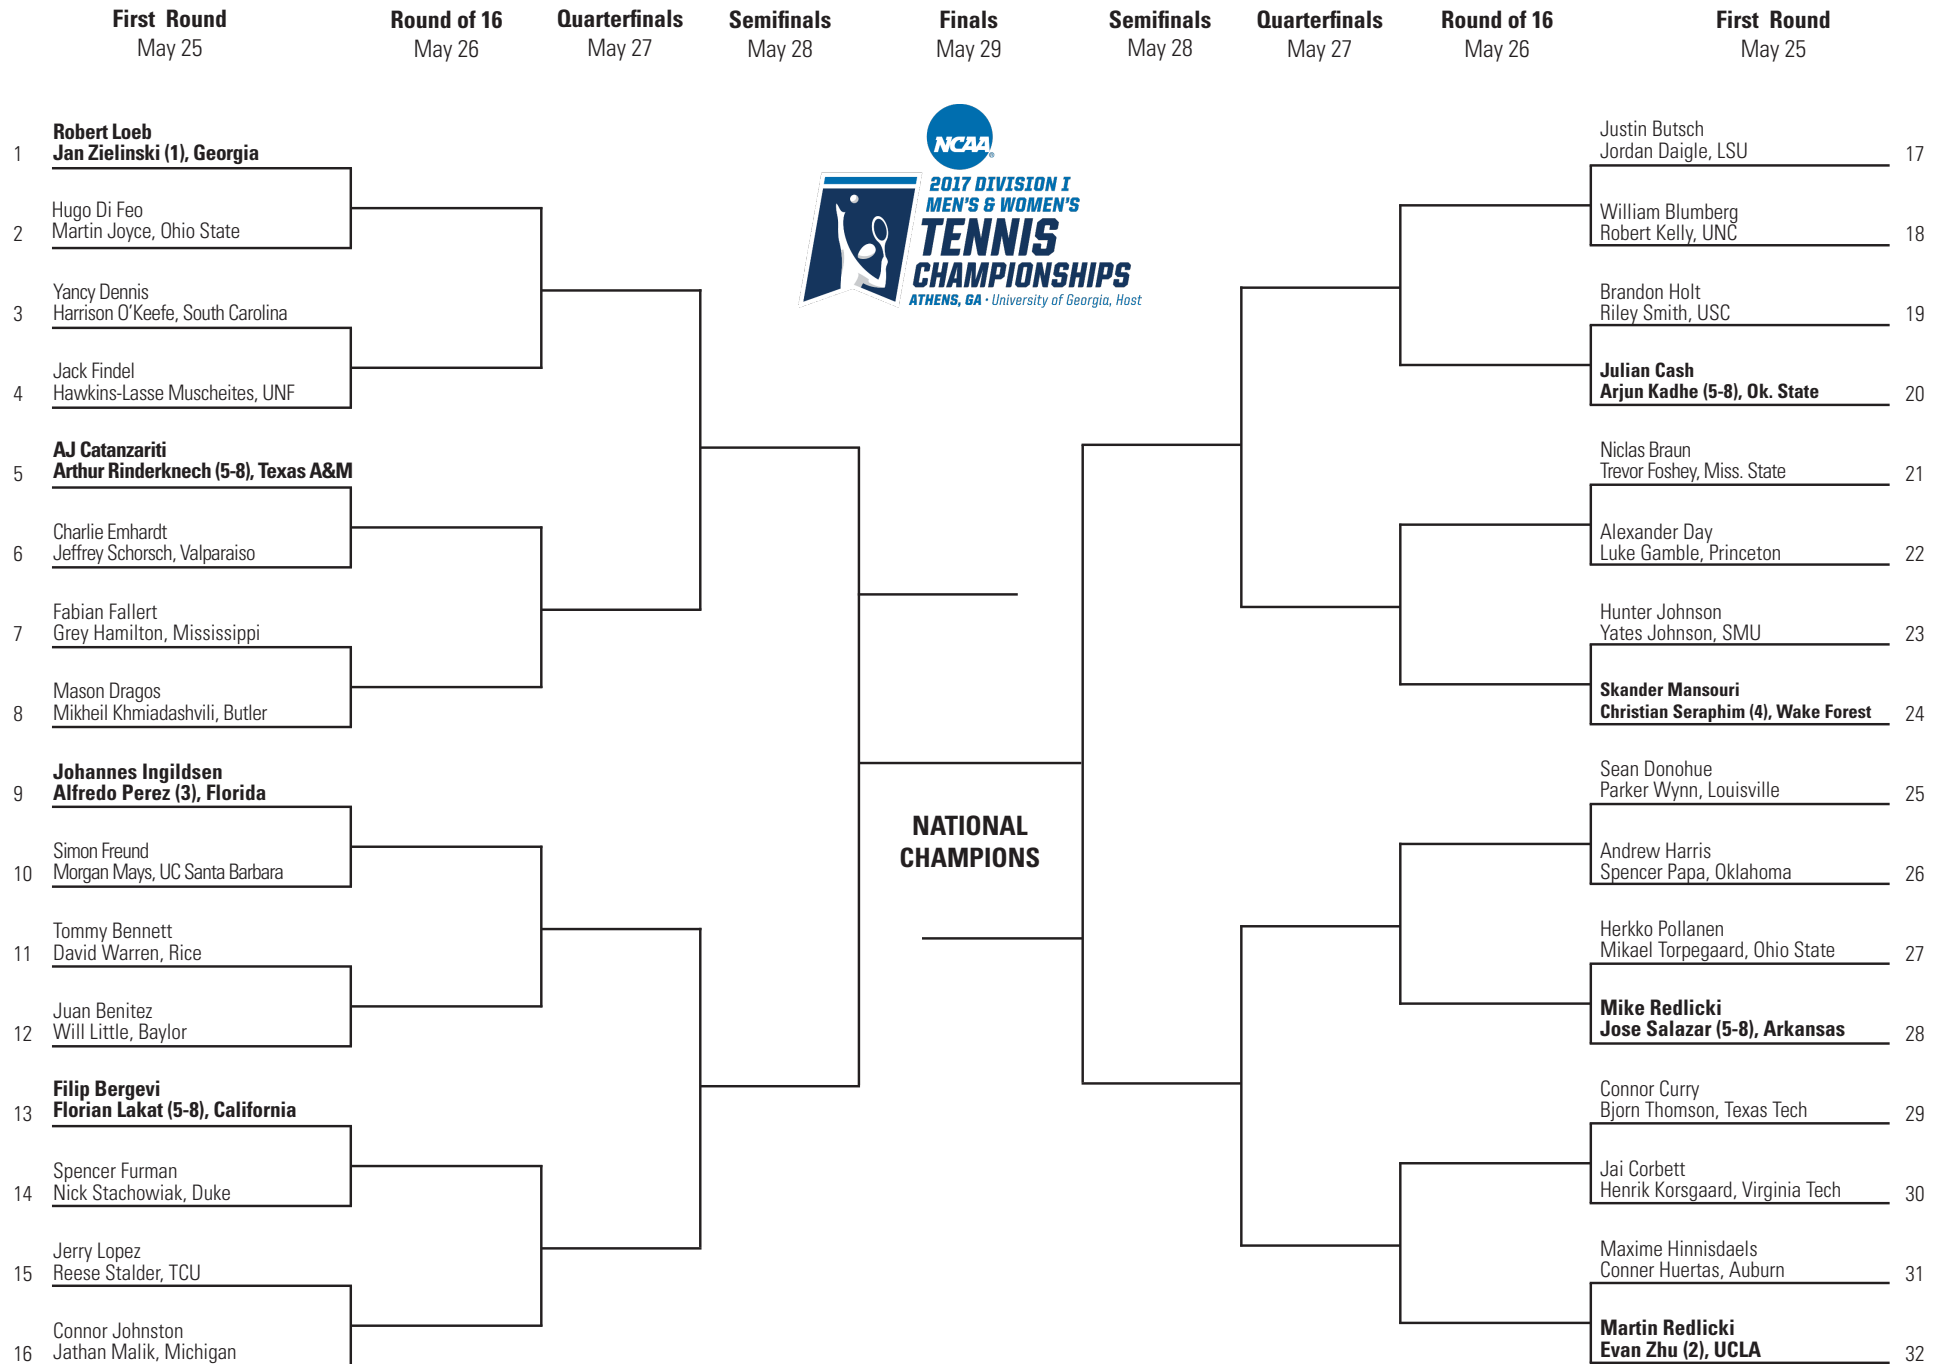 First Round
May 25
Round of 16
May 26
Quarterfinals
May 27
Semifinals
May 28
Finals
May 29
Semifinals
May 28
Quarterfinals
May 27
Round of 16
May 26
First Round
May 25
NCAA
2017 DIVISION I
MEN'S & WOMEN'S
TENNIS
CHAMPIONSHIPS
ATHENS, GA · University of Georgia, Host
Robert Loeb
1 Jan Zielinski (1), Georgia
Hugo Di Feo
2 Martin Joyce, Ohio State
Yancy Dennis
3 Harrison O'Keefe, South Carolina
Jack Findel
4 Hawkins-Lasse Muscheites, UNF
AJ Catanzariti
5 Arthur Rinderknech (5-8), Texas A&M
Charlie Emhardt
6 Jeffrey Schorsch, Valparaiso
Fabian Fallert
7 Grey Hamilton, Mississippi
Mason Dragos
8 Mikheil Khmiadashvili, Butler
Johannes Ingildsen
9 Alfredo Perez (3), Florida
Simon Freund
10 Morgan Mays, UC Santa Barbara
Tommy Bennett
11 David Warren, Rice
Juan Benitez
12 Will Little, Baylor
Filip Bergevi
13 Florian Lakat (5-8), California
Spencer Furman
14 Nick Stachowiak, Duke
Jerry Lopez
15 Reese Stalder, TCU
Connor Johnston
16 Jathan Malik, Michigan
NATIONAL
CHAMPIONS
Justin Butsch
Jordan Daigle, LSU 17
William Blumberg
Robert Kelly, UNC 18
Brandon Holt
Riley Smith, USC 19
Julian Cash
Arjun Kadhe (5-8), Ok. State 20
Niclas Braun
Trevor Foshey, Miss. State 21
Alexander Day
Luke Gamble, Princeton 22
Hunter Johnson
Yates Johnson, SMU 23
Skander Mansouri
Christian Seraphim (4), Wake Forest 24
Sean Donohue
Parker Wynn, Louisville 25
Andrew Harris
Spencer Papa, Oklahoma 26
Herkko Pollanen
Mikael Torpegaard, Ohio State 27
Mike Redlicki
Jose Salazar (5-8), Arkansas 28
Connor Curry
Bjorn Thomson, Texas Tech 29
Jai Corbett
Henrik Korsgaard, Virginia Tech 30
Maxime Hinnisdaels
Conner Huertas, Auburn 31
Martin Redlicki
Evan Zhu (2), UCLA 32